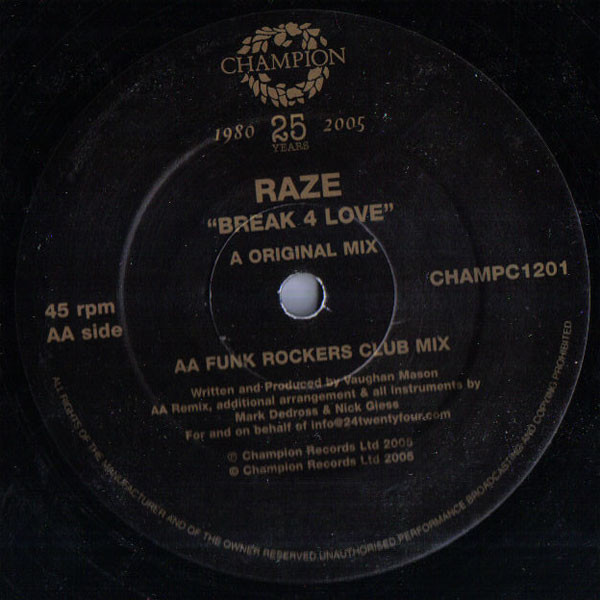 CHAMPION
1980 25 YEARS 2005
RAZE
"BREAK 4 LOVE"
A ORIGINAL MIX
CHAMPC1201
45 rpm
AA side
AA FUNK ROCKERS CLUB MIX
Written and Produced by Vaughan Mason
AA Remix, additional arrangement & all Instruments by
Mark Dedross & Nick Giess
For and on behalf of info@241twentyfour.com
℗ Champion Records Ltd 2005
© Champion Records Ltd 2005
ALL RIGHTS OF THE MANUFACTURER AND OF THE OWNER RESERVED.UNAUTHORISED PERFORMANCE BROADCASTING AND COPYING PROHIBITED